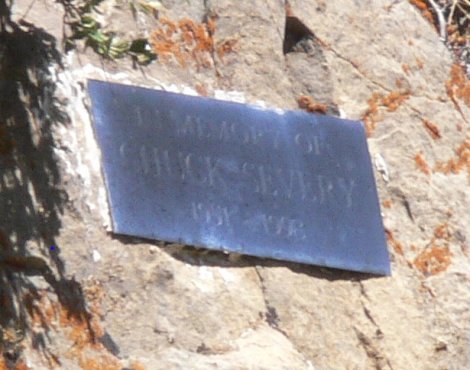 IN MEMORY OF
CHUCK SEVERY